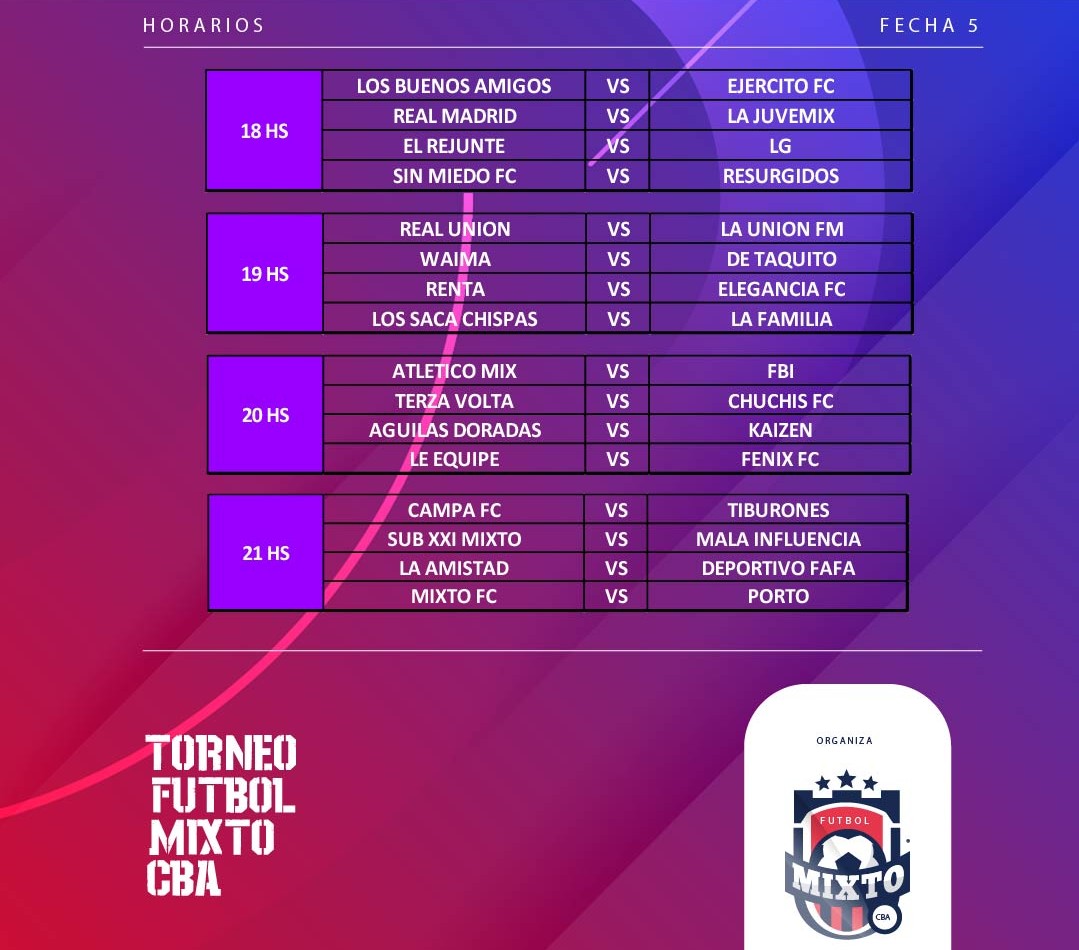 HORARIOS FECHA 5
18 HS
LOS BUENOS AMIGOS VS EJERCITO FC
REAL MADRID VS LA JUVEMIX
EL REJUNTE VS LG
SIN MIEDO FC VS RESURGIDOS
19 HS
REAL UNION VS LA UNION FM
WAIMA VS DE TAQUITO
RENTA VS ELEGANCIA FC
LOS SACA CHISPAS VS LA FAMILIA
20 HS
ATLETICO MIX VS FBI
TERZA VOLTA VS CHUCHIS FC
AGUILAS DORADAS VS KAIZEN
LE EQUIPE VS FENIX FC
21 HS
CAMPA FC VS TIBURONES
SUB XXI MIXTO VS MALA INFLUENCIA
LA AMISTAD VS DEPORTIVO FAFA
MIXTO FC VS PORTO
TORNEO
FUTBOL
MIXTO
CBA
ORGANIZA
FUTBOL
MIXTO
CBA